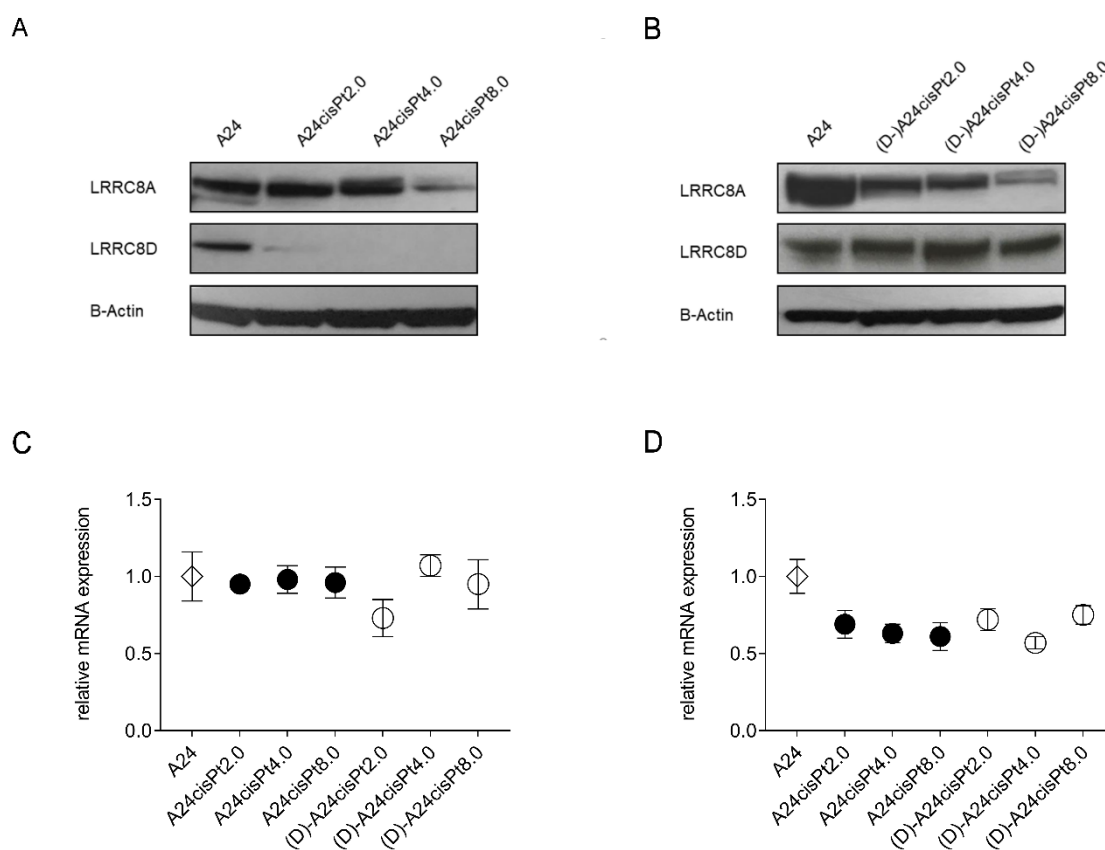 A
A24
A24cisPt2.0
A24cisPt4.0
A24cisPt8.0
LRRC8A
LRRC8D
B-Actin
B
A24
(D-)A24cisPt2.0
(D-)A24cisPt4.0
(D-)A24cisPt8.0
LRRC8A
LRRC8D
B-Actin
C
relative mRNA expression
1.5
1.0
0.5
0.0
A24
A24cisPt2.0
A24cisPt4.0
A24cisPt8.0
(D)-A24cisPt2.0
(D)-A24cisPt4.0
(D)-A24cisPt8.0
D
relative mRNA expression
1.5
1.0
0.5
0.0
A24
A24cisPt2.0
A24cisPt4.0
A24cisPt8.0
(D)-A24cisPt2.0
(D)-A24cisPt4.0
(D)-A24cisPt8.0